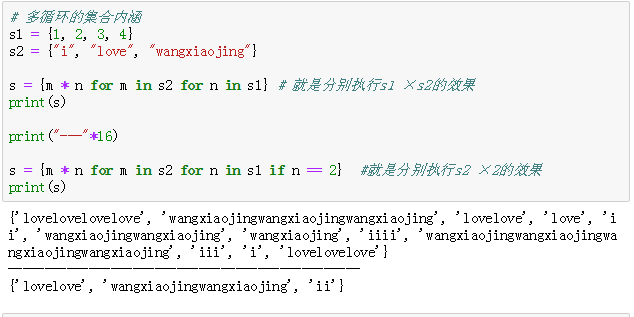 # 多循环的集合内涵
s1 = {1, 2, 3, 4}
s2 = {"i", "love", "wangxiaojing"}
s = {m * n for m in s2 for n in s1} # 就是分别执行s1 ×s2的效果
print(s)
print("---"*16)
s = {m * n for m in s2 for n in s1 if n == 2}  #就是分别执行s2 ×2的效果
print(s)
{'lovelovelovelove', 'wangxiaojingwangxiaojingwangxiaojing', 'lovelove', 'love', 'i
i', 'wangxiaojingwangxiaojing', 'wangxiaojing', 'iiii', 'wangxiaojingwangxiaojingwa
ngxiaojingwangxiaojing', 'iii', 'i', 'lovelovelove'}
------------------------------------------------
{'lovelove', 'wangxiaojingwangxiaojing', 'ii'}